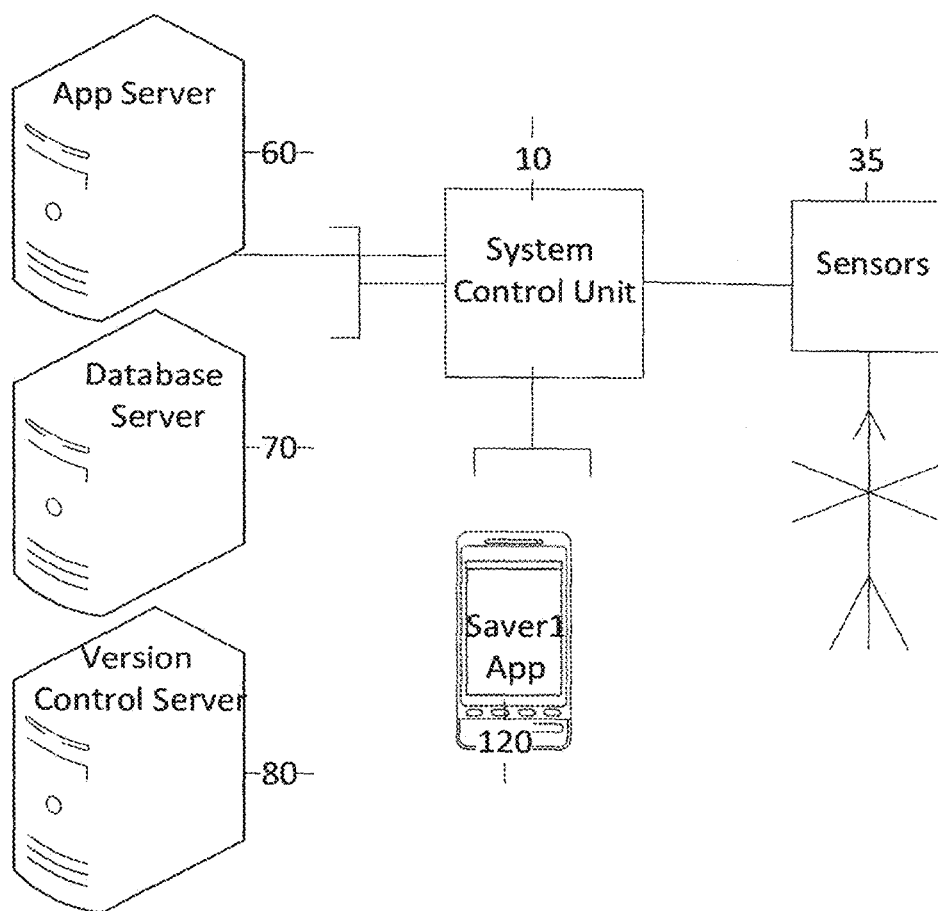 App Server
60
10
35
System
Control Unit
Sensors
Database
Server
70
Saver1
App
120
Version
Control Server
80